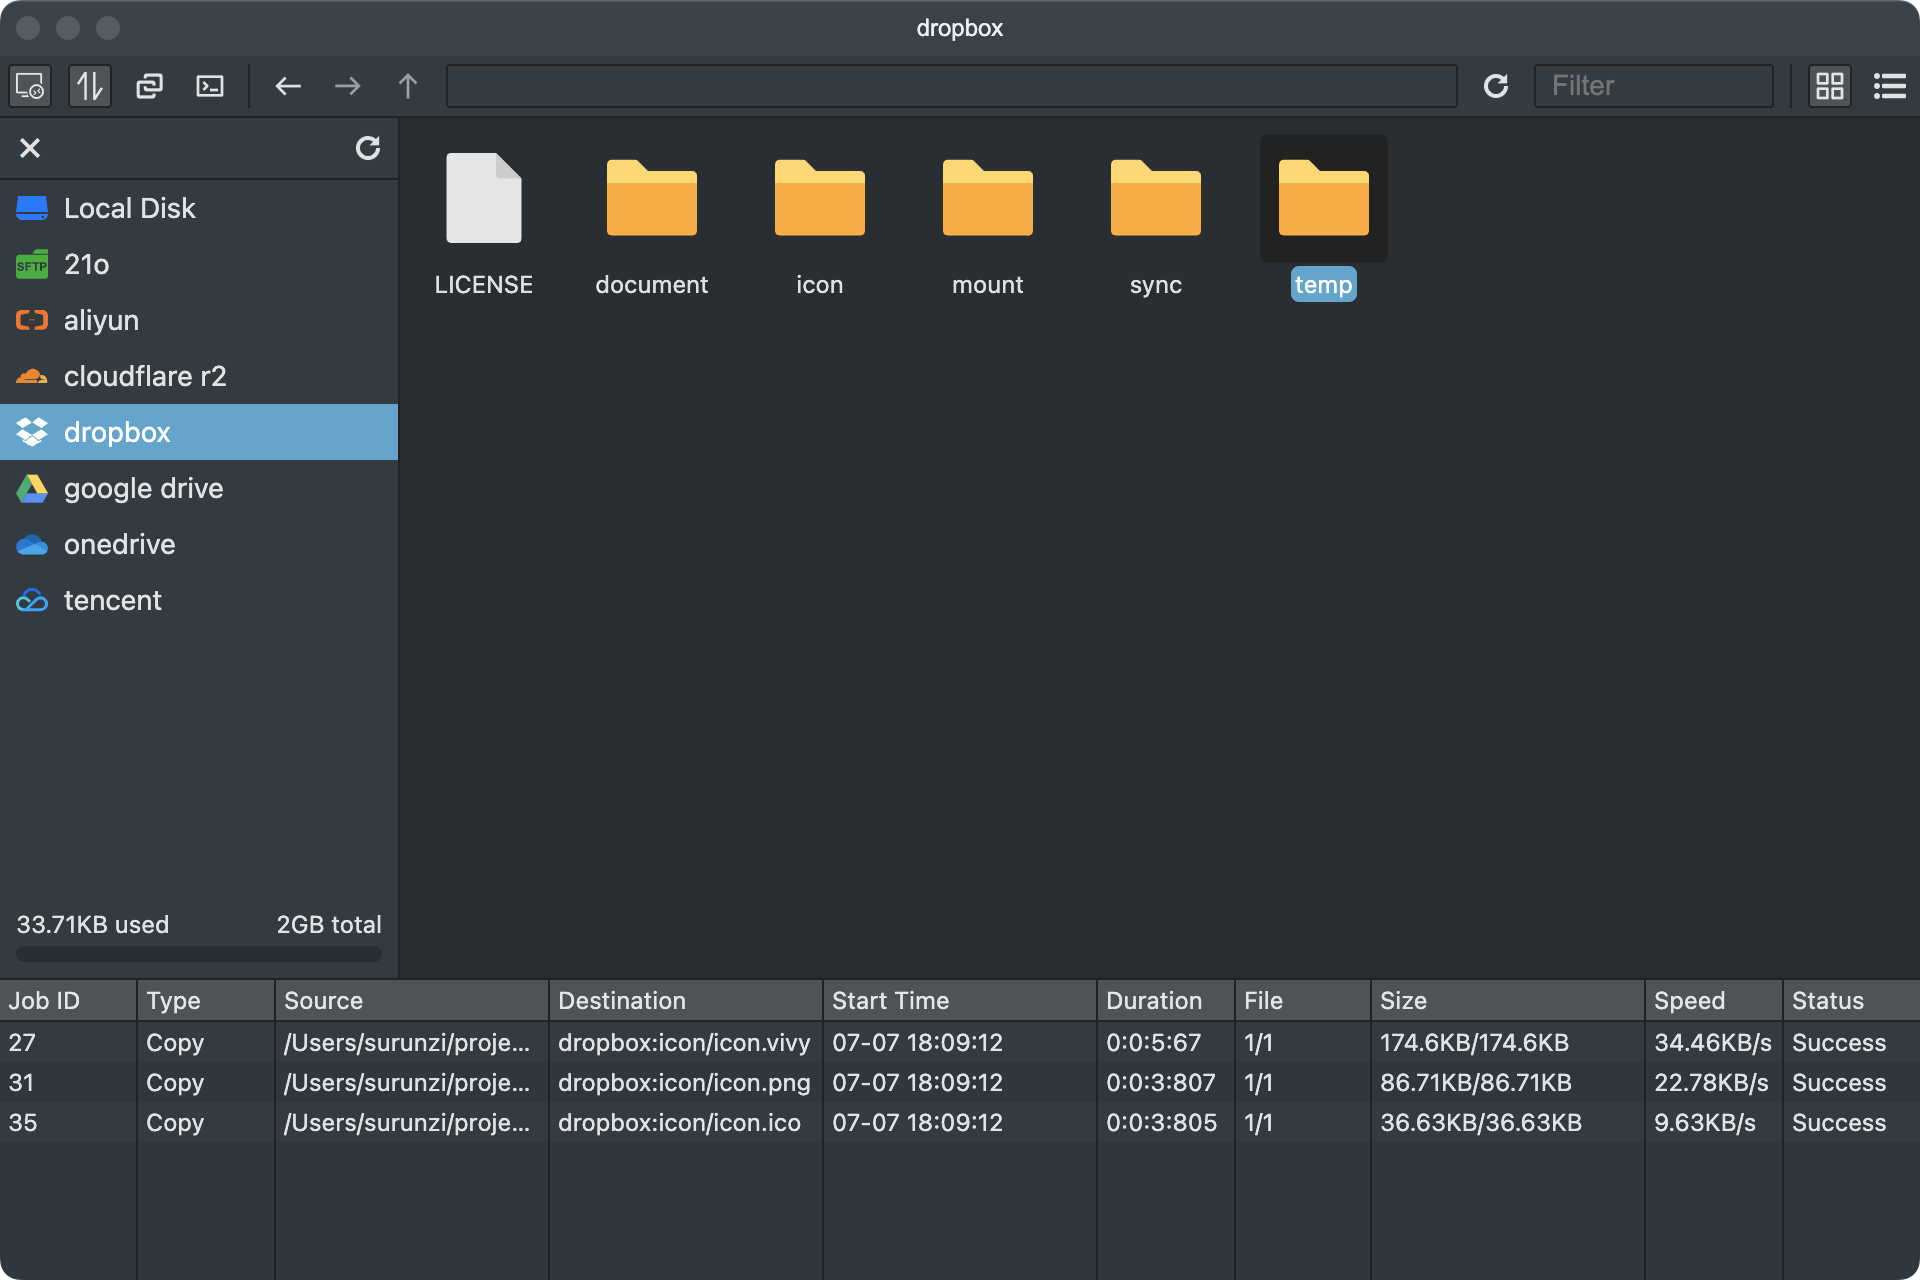 dropbox
Filter
Local Disk
SFTP 21o
aliyun
cloudflare r2
dropbox
google drive
onedrive
tencent
33.71KB used 2GB total
LICENSE document icon mount sync temp
Job ID Type Source Destination Start Time Duration File Size Speed Status
27 Copy /Users/surunzi/proje... dropbox:icon/icon.vivy 07-07 18:09:12 0:0:5:67 1/1 174.6KB/174.6KB 34.46KB/s Success
31 Copy /Users/surunzi/proje... dropbox:icon/icon.png 07-07 18:09:12 0:0:3:807 1/1 86.71KB/86.71KB 22.78KB/s Success
35 Copy /Users/surunzi/proje... dropbox:icon/icon.ico 07-07 18:09:12 0:0:3:805 1/1 36.63KB/36.63KB 9.63KB/s Success